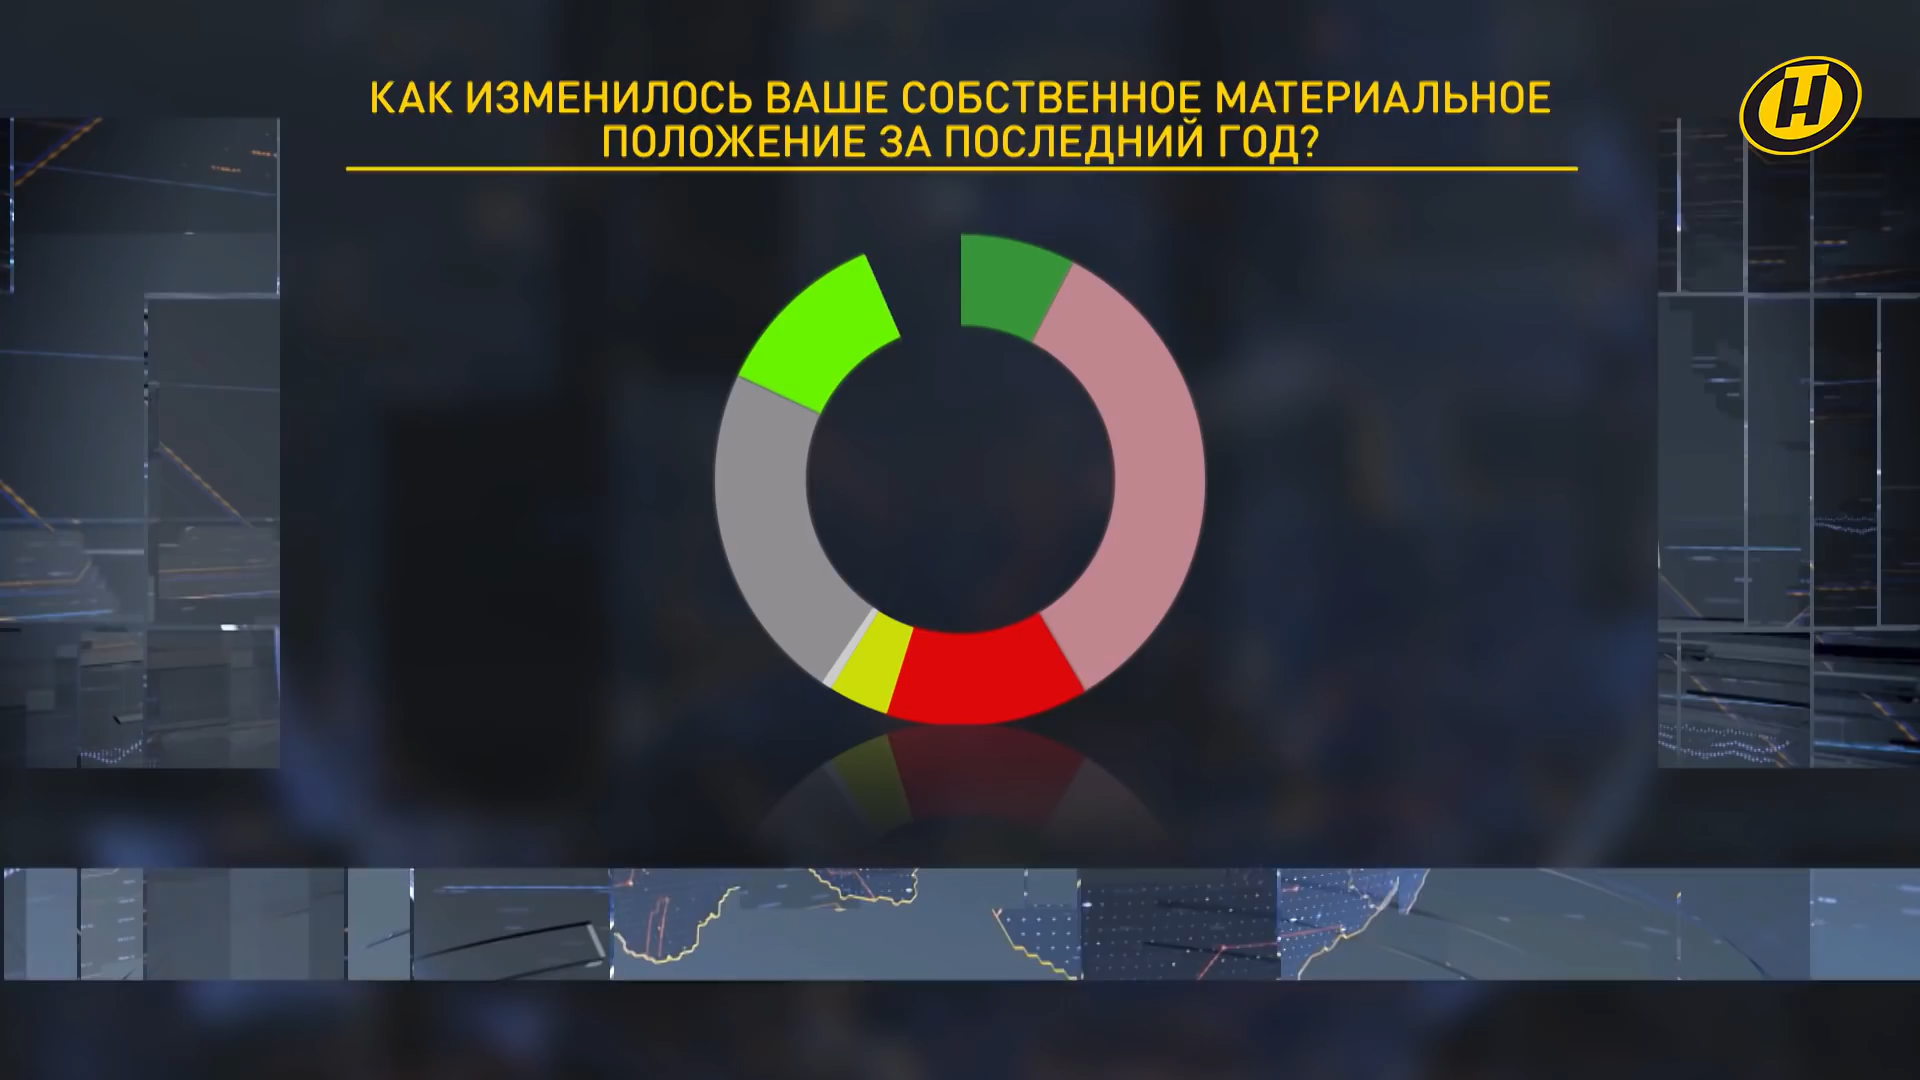 КАК ИЗМЕНИЛОСЬ ВАШЕ СОБСТВЕННОЕ МАТЕРИАЛЬНОЕ
ПОЛОЖЕНИЕ ЗА ПОСЛЕДНИЙ ГОД?
Н